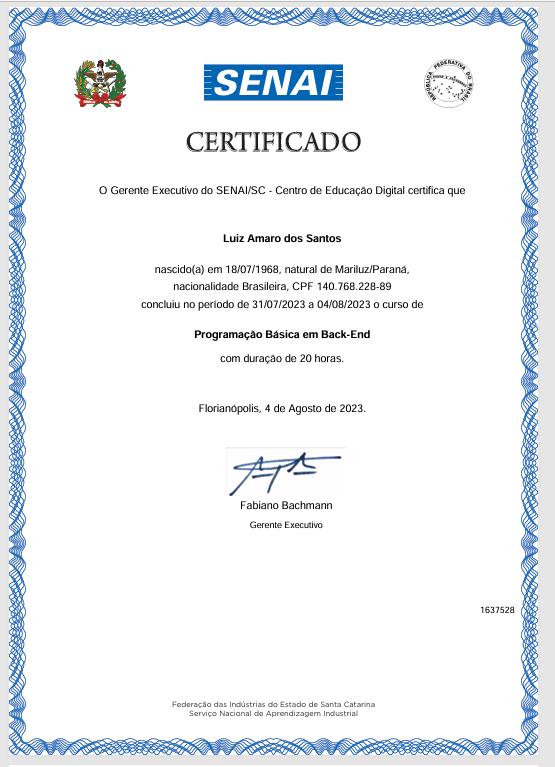 SENAI
REPÚBLICA FEDERATIVA DO BRASIL
CERTIFICADO
O Gerente Executivo do SENAI/SC - Centro de Educação Digital certifica que
Luiz Amaro dos Santos
nascido(a) em 18/07/1968, natural de Mariluz/Paraná,
nacionalidade Brasileira, CPF 140.768.228-89
concluiu no período de 31/07/2023 a 04/08/2023 o curso de
Programação Básica em Back-End
com duração de 20 horas.
Florianópolis, 4 de Agosto de 2023.
Fabiano Bachmann
Gerente Executivo
1637528
Federação das Indústrias do Estado de Santa Catarina
Serviço Nacional de Aprendizagem Industrial